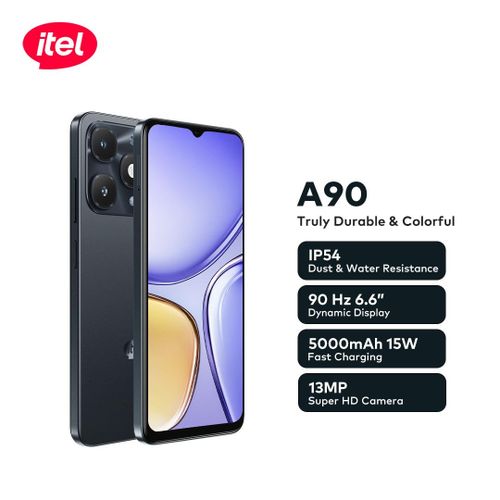 itel
A90
Truly Durable & Colorful
IP54
Dust & Water Resistance
90 Hz 6.6"
Dynamic Display
5000mAh 15W
Fast Charging
13MP
Super HD Camera